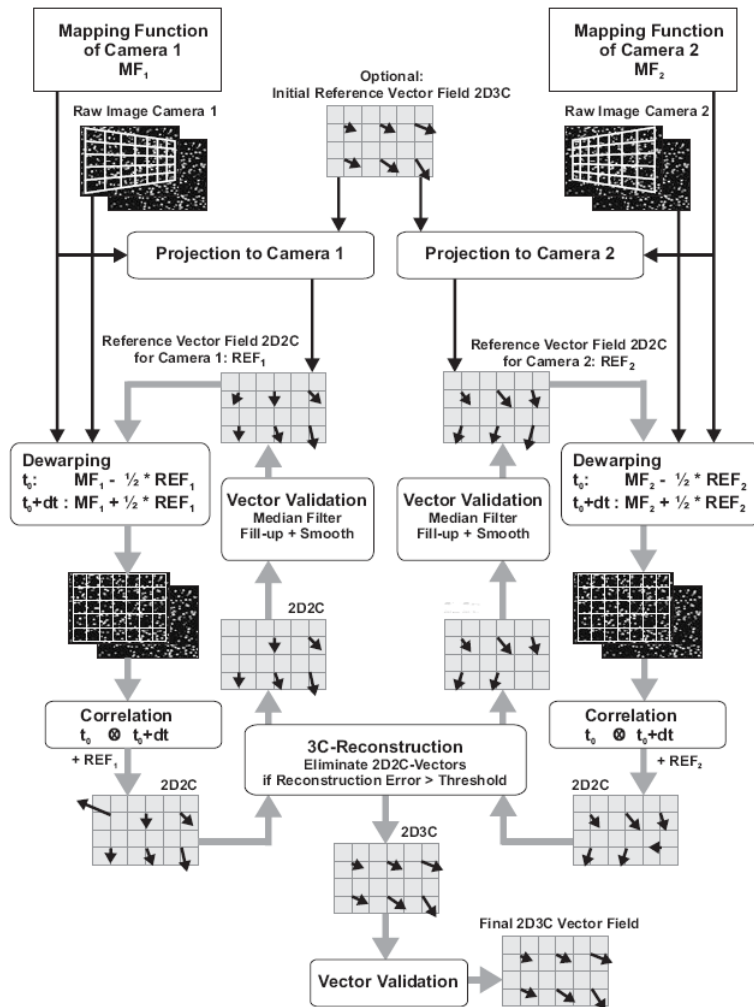 Mapping Function
of Camera 1
MF₁
Mapping Function
of Camera 2
MF₂
Optional:
Initial Reference Vector Field 2D3C
Raw Image Camera 1
Raw Image Camera 2
Projection to Camera 1
Projection to Camera 2
Reference Vector Field 2D2C
for Camera 1: REF₁
Reference Vector Field 2D2C
for Camera 2: REF₂
Dewarping
t₀: MF₁ - ½ * REF₁
t₀+dt : MF₁ + ½ * REF₁
Vector Validation
Median Filter
Fill-up + Smooth
Vector Validation
Median Filter
Fill-up + Smooth
Dewarping
t₀: MF₂ - ½ * REF₂
t₀+dt : MF₂ + ½ * REF₂
2D2C
Correlation
t₀ ⊗ t₀+dt
+ REF₁
3C-Reconstruction
Eliminate 2D2C-Vectors
if Reconstruction Error > Threshold
Correlation
t₀ ⊗ t₀+dt
+ REF₂
2D2C
2D2C
2D3C
Final 2D3C Vector Field
Vector Validation